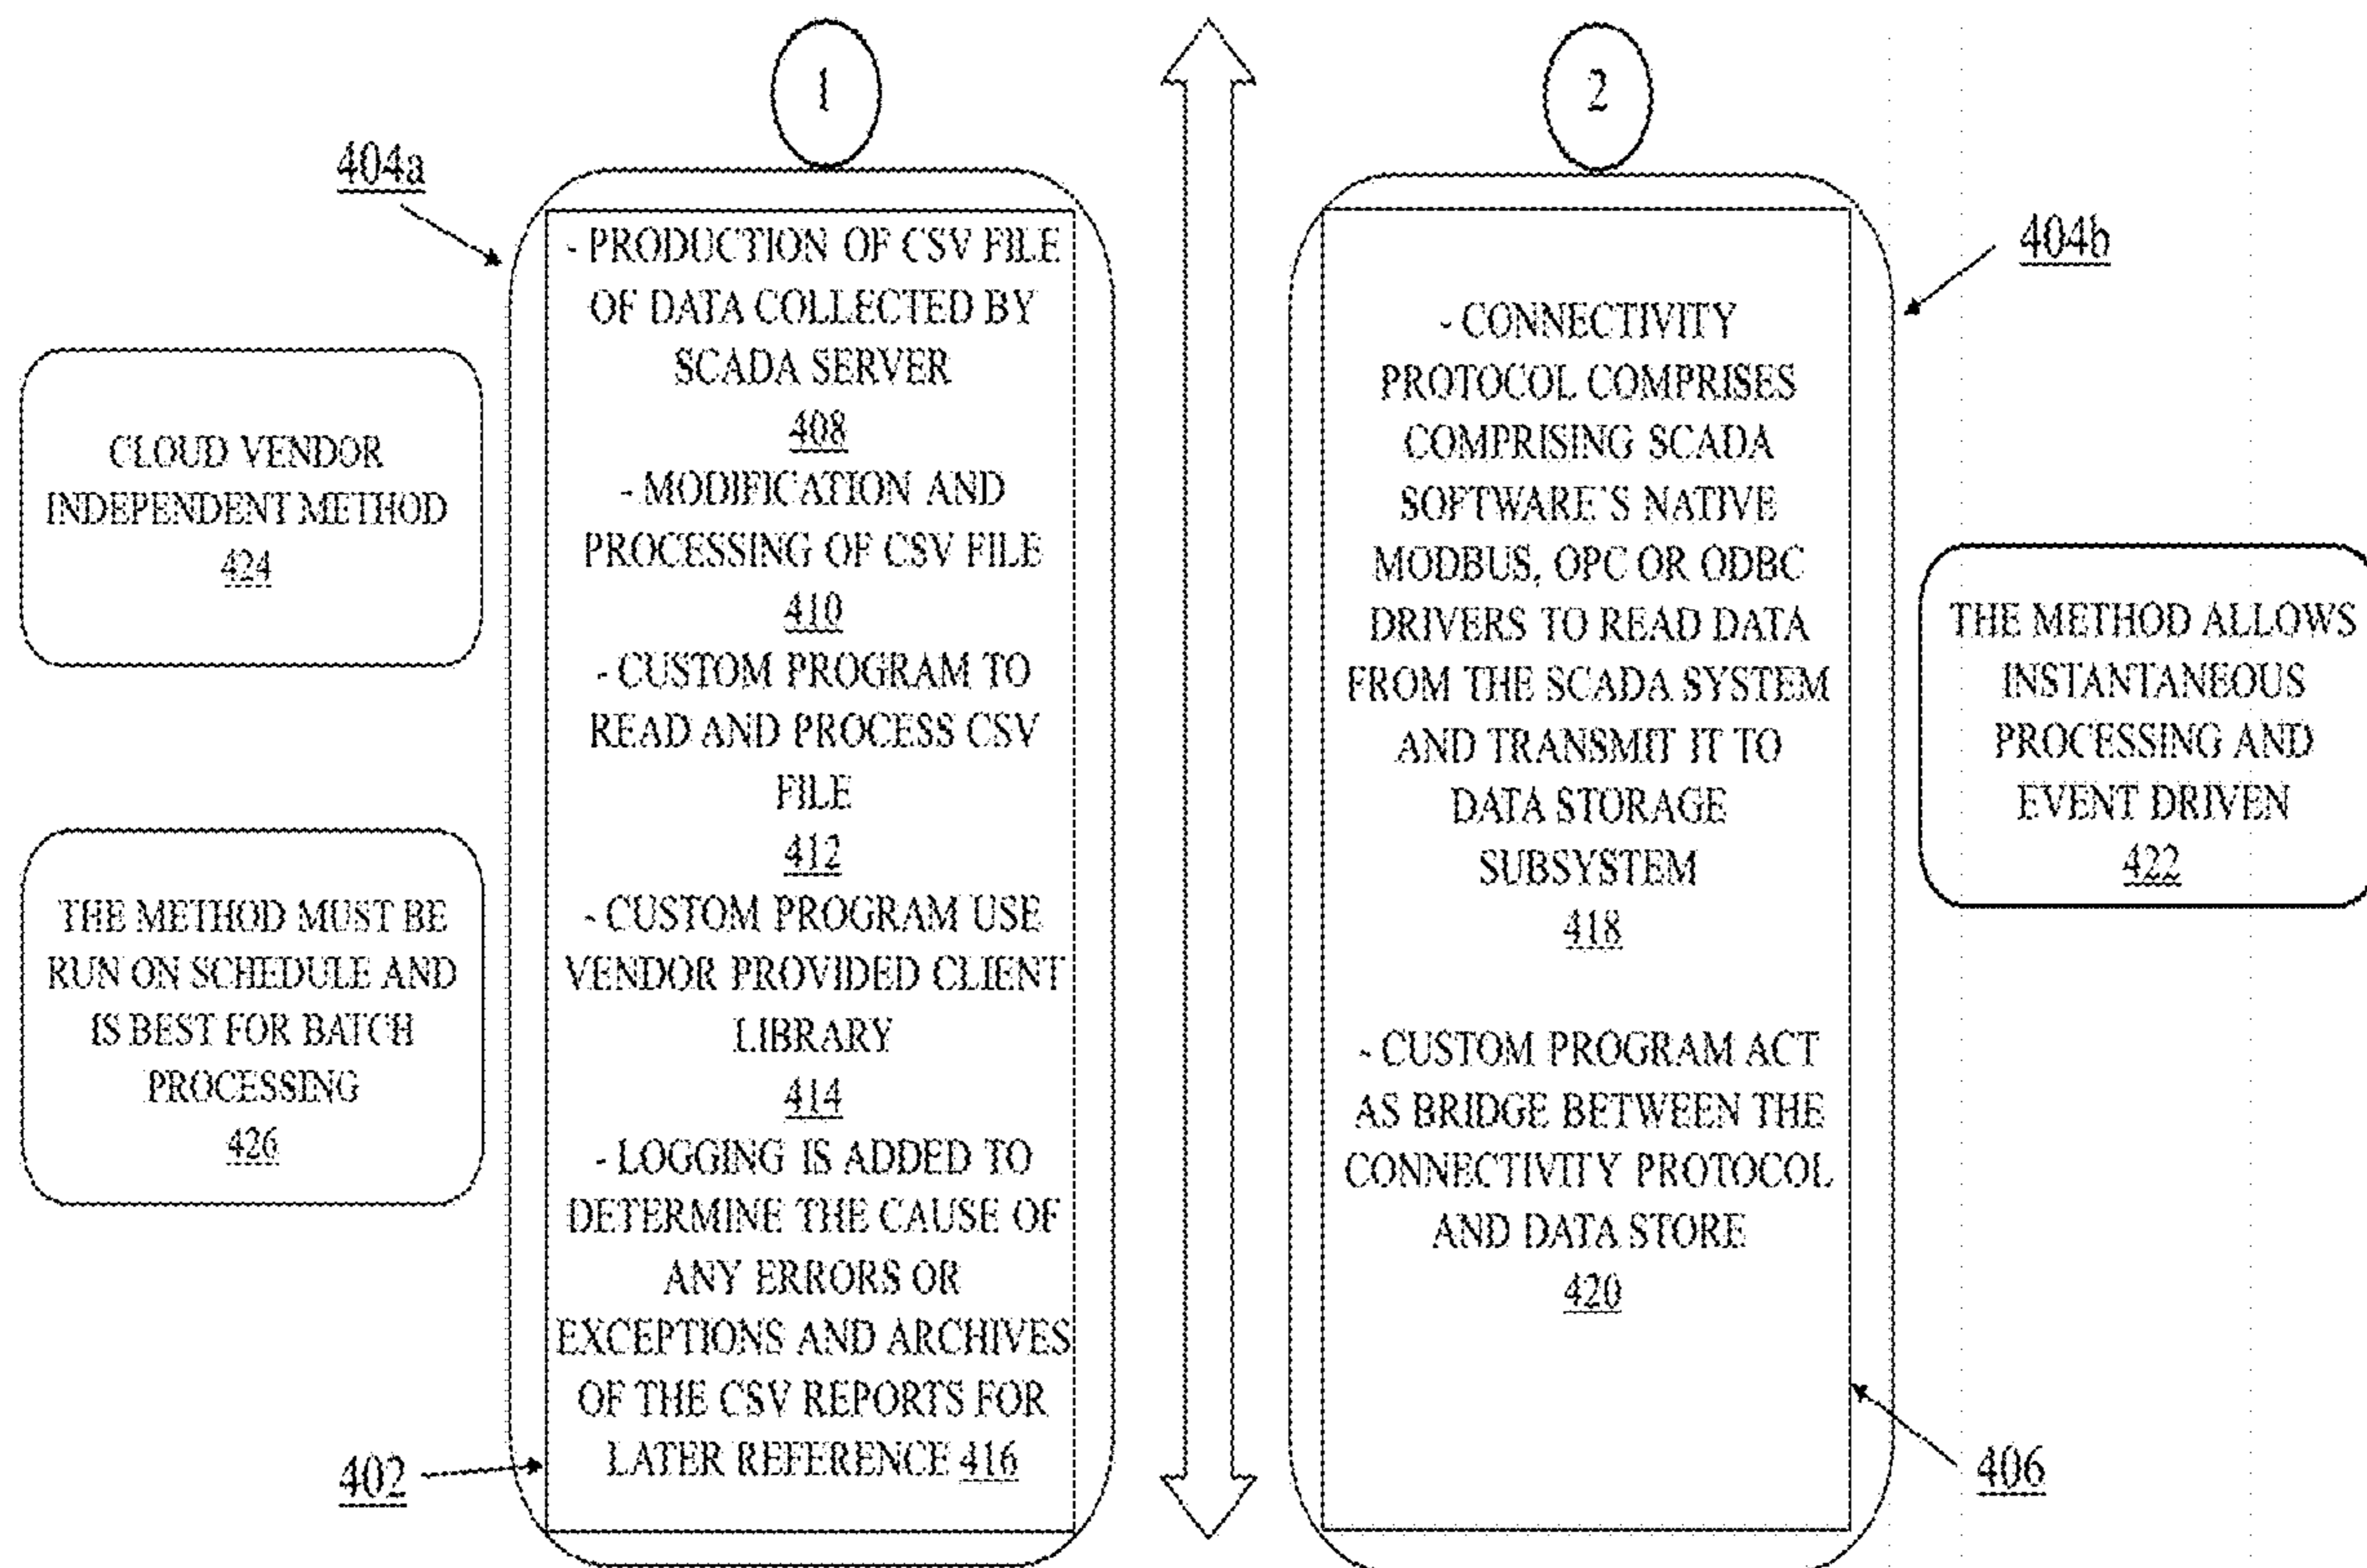 1
404a
- PRODUCTION OF CSV FILE
OF DATA COLLECTED BY
SCADA SERVER
408
- MODIFICATION AND
PROCESSING OF CSV FILE
410
- CUSTOM PROGRAM TO
READ AND PROCESS CSV
FILE
412
- CUSTOM PROGRAM USE
VENDOR PROVIDED CLIENT
LIBRARY
414
- LOGGING IS ADDED TO
DETERMINE THE CAUSE OF
ANY ERRORS OR
EXCEPTIONS AND ARCHIVES
OF THE CSV REPORTS FOR
LATER REFERENCE 416
402
CLOUD VENDOR
INDEPENDENT METHOD
424
THE METHOD MUST BE
RUN ON SCHEDULE AND
IS BEST FOR BATCH
PROCESSING
426
2
404b
- CONNECTIVITY
PROTOCOL COMPRISES
COMPRISING SCADA
SOFTWARE'S NATIVE
MODBUS, OPC OR ODBC
DRIVERS TO READ DATA
FROM THE SCADA SYSTEM
AND TRANSMIT IT TO
DATA STORAGE
SUBSYSTEM
418
- CUSTOM PROGRAM ACT
AS BRIDGE BETWEEN THE
CONNECTIVITY PROTOCOL
AND DATA STORE
420
406
THE METHOD ALLOWS
INSTANTANEOUS
PROCESSING AND
EVENT DRIVEN
422